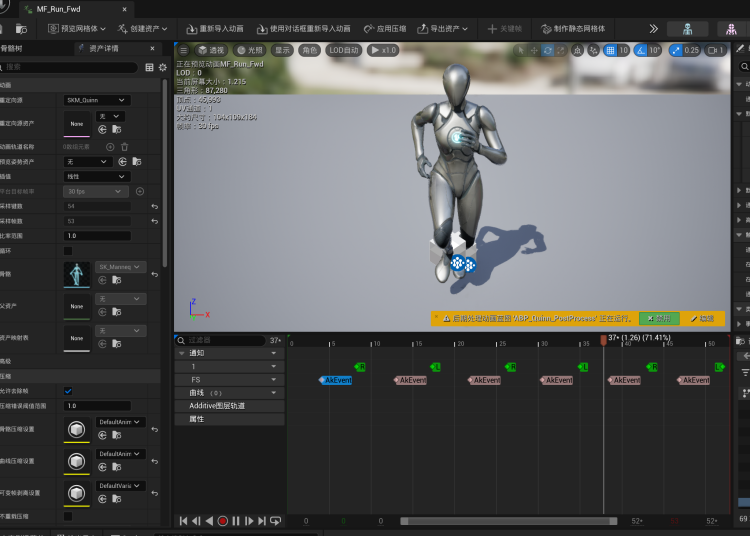 MF_Run_Fwd
预览网格体
创建资产
重新导入动画
使用对话框重新导入动画
应用压缩
导出资产
关键帧
制作静态网格体
骨骼树
资产详情
搜索
透视
光照
显示
角色
LOD自动
x1.0
10
10°
0.25
1
正在预览动画MF_Run_Fwd
LOD：0
当前屏幕大小：1.215
三角形：87,280
顶点：45,963
UV通道：1
大约尺寸：104x109x184
帧率：30 fps
动画
重定向源
SKM_Quinn
重定向源资产
None
无
动画轨道名称
0数组元素
预览姿势资产
无
插值
线性
平台目标帧率
30 fps
采样键数
54
采样帧数
53
比率范围
1.0
循环
骨骼
SK_Manneq
父资产
None
无
资产映射表
None
无
高级
压缩
允许去除帧
压缩错误阈值范围
1.0
骨骼压缩设置
DefaultAnim
曲线压缩设置
DefaultAnim
可变帧剥离设置
DefaultVaria
不重新压缩
Z
X
后期处理动画蓝图 'ABP_Quinn_PostProcess' 正在运行。
禁用
编辑
过滤器
37*
0
5
10
15
20
25
30
35
37* (1.26) (71.41%)
40
45
50
通知
1
R
L
R
L
R
L
FS
AkEvent
AkEvent
AkEvent
AkEvent
AkEvent
AkEvent
曲线 (0)
Additive图层轨道
属性
0
0
0
52*
52*
69